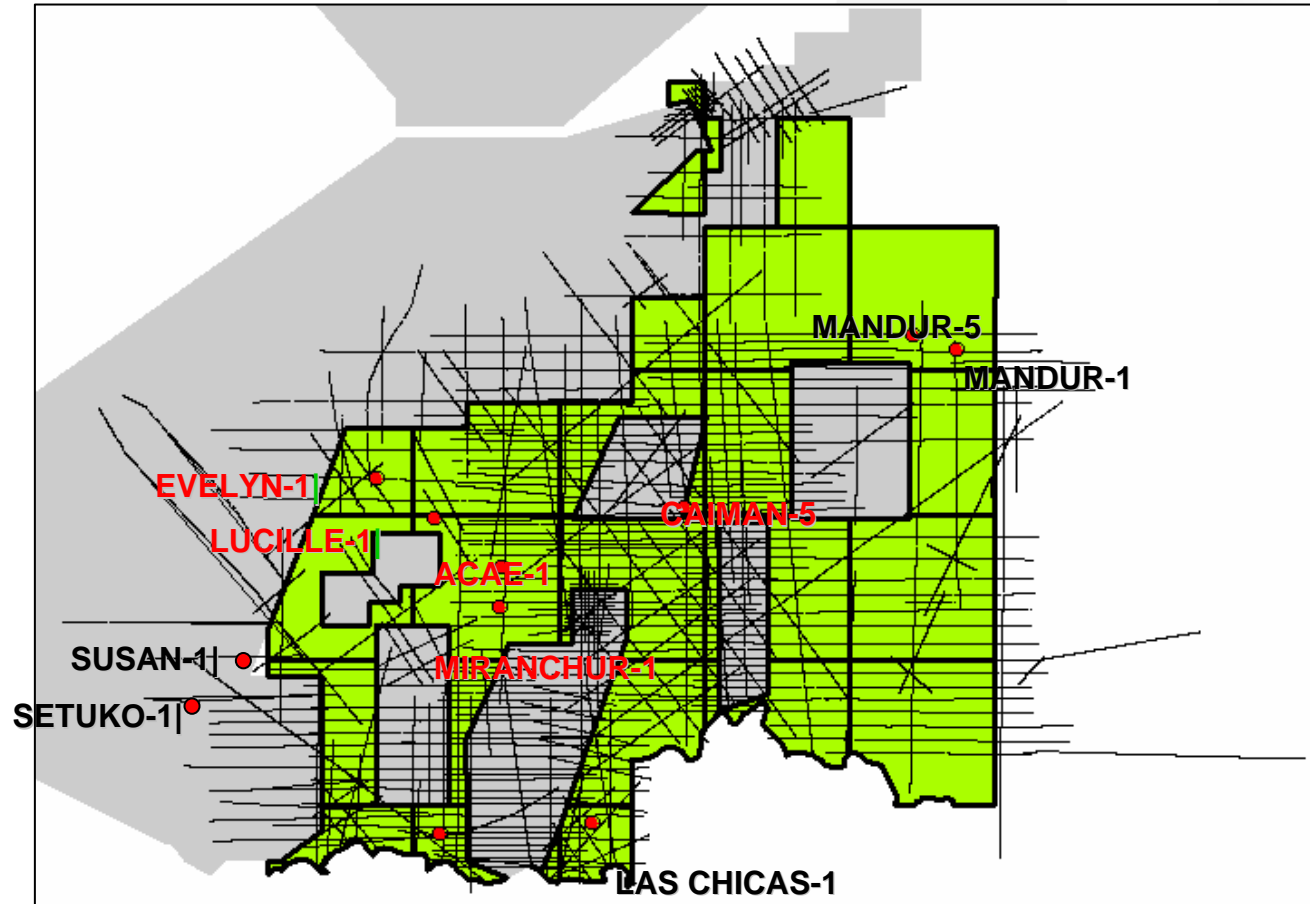 MANDUR-5
MANDUR-1
EVELYN-1|
CAIMAN-5
LUCILLE-1|
ACAE-1
SUSAN-1|
MIRANCHUR-1
SETUKO-1|
LAS CHICAS-1